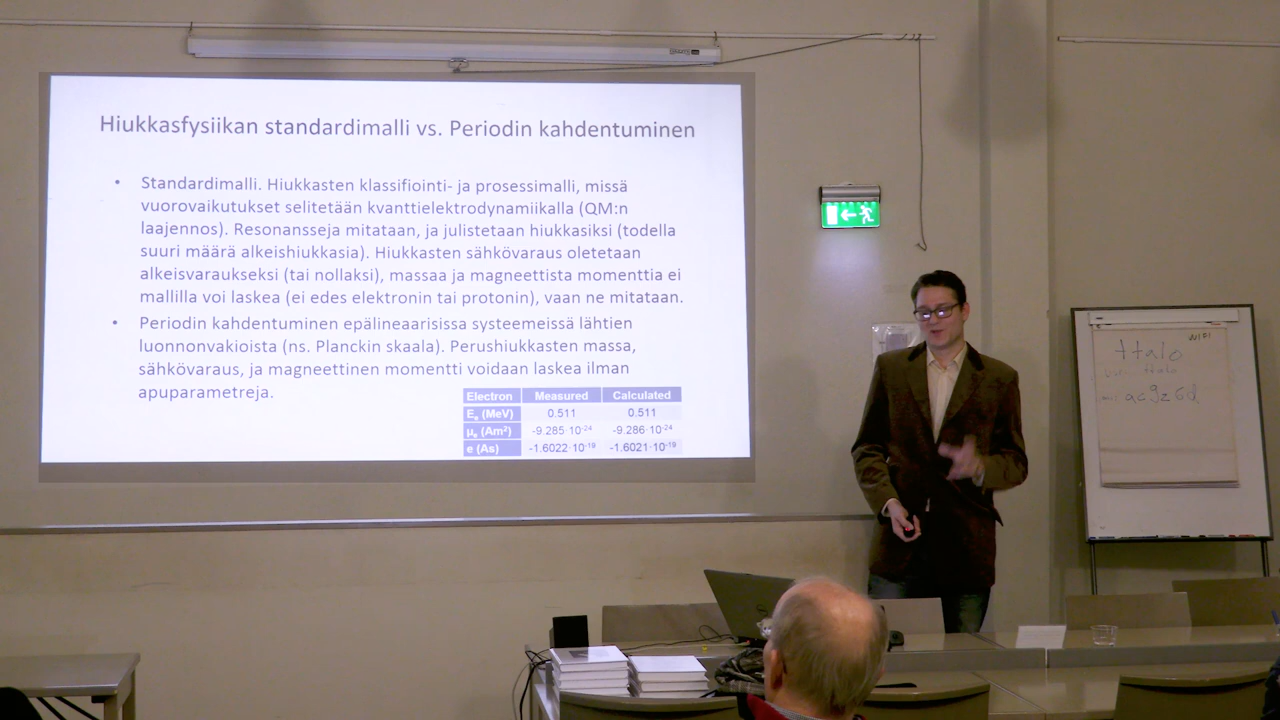 Hiukkasfysiikan standardimalli vs. Periodin kahdentuminen
• Standardimalli. Hiukkasten klassifiointi- ja prosessimalli, missä
vuorovaikutukset selitetään kvanttielektrodynamiikalla (QM:n
laajennos). Resonansseja mitataan, ja julistetaan hiukkasiksi (todella
suuri määrä alkeishiukkasia). Hiukkasten sähkövaraus oletetaan
alkeisvaraukseksi (tai nollaksi), massaa ja magneettista momenttia ei
mallilla voi laskea (ei edes elektronin tai protonin), vaan ne mitataan.
• Periodin kahdentuminen epälineaarisissa systeemeissä lähtien
luonnonvakioista (ns. Planckin skaala). Perushiukkasten massa,
sähkövaraus, ja magneettinen momentti voidaan laskea ilman
apuparametreja.
Electron Measured Calculated
Eₑ (MeV) 0.511 0.511
μₑ (Am²) -9.285·10⁻²⁴ -9.286·10⁻²⁴
e (As) -1.6022·10⁻¹⁹ -1.6021·10⁻¹⁹
WIFI